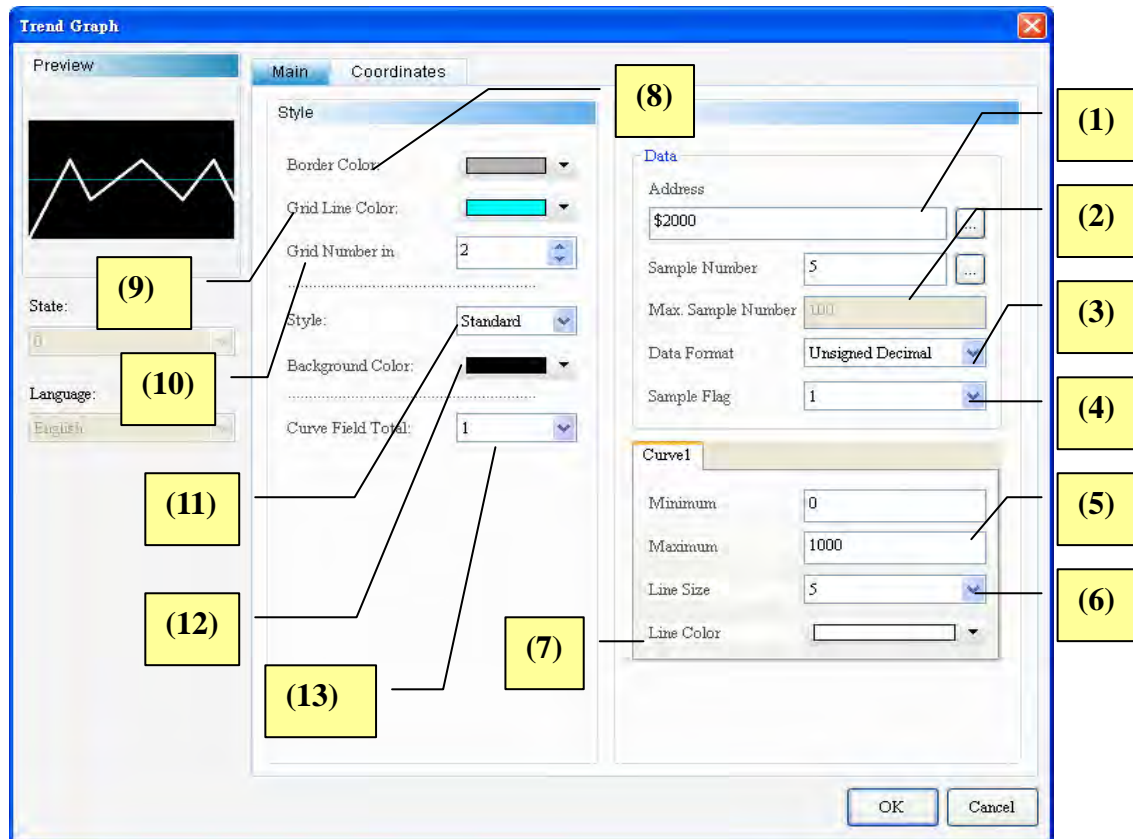 Trend Graph
Preview
Main
Coordinates
Style
(8)
(1)
Border Color:
Data
Address
Grid Line Color:
$2000
...
(2)
Grid Number in
2
Sample Number
5
...
(9)
State:
0
Max. Sample Number
100
(3)
Style:
Standard
Data Format
Unsigned Decimal
(10)
Background Color:
Language:
English
Sample Flag
1
(4)
Curve Field Total:
1
Curve1
(11)
Minimum
0
(5)
Maximum
1000
(12)
Line Size
5
(6)
(7)
Line Color
(13)
OK
Cancel